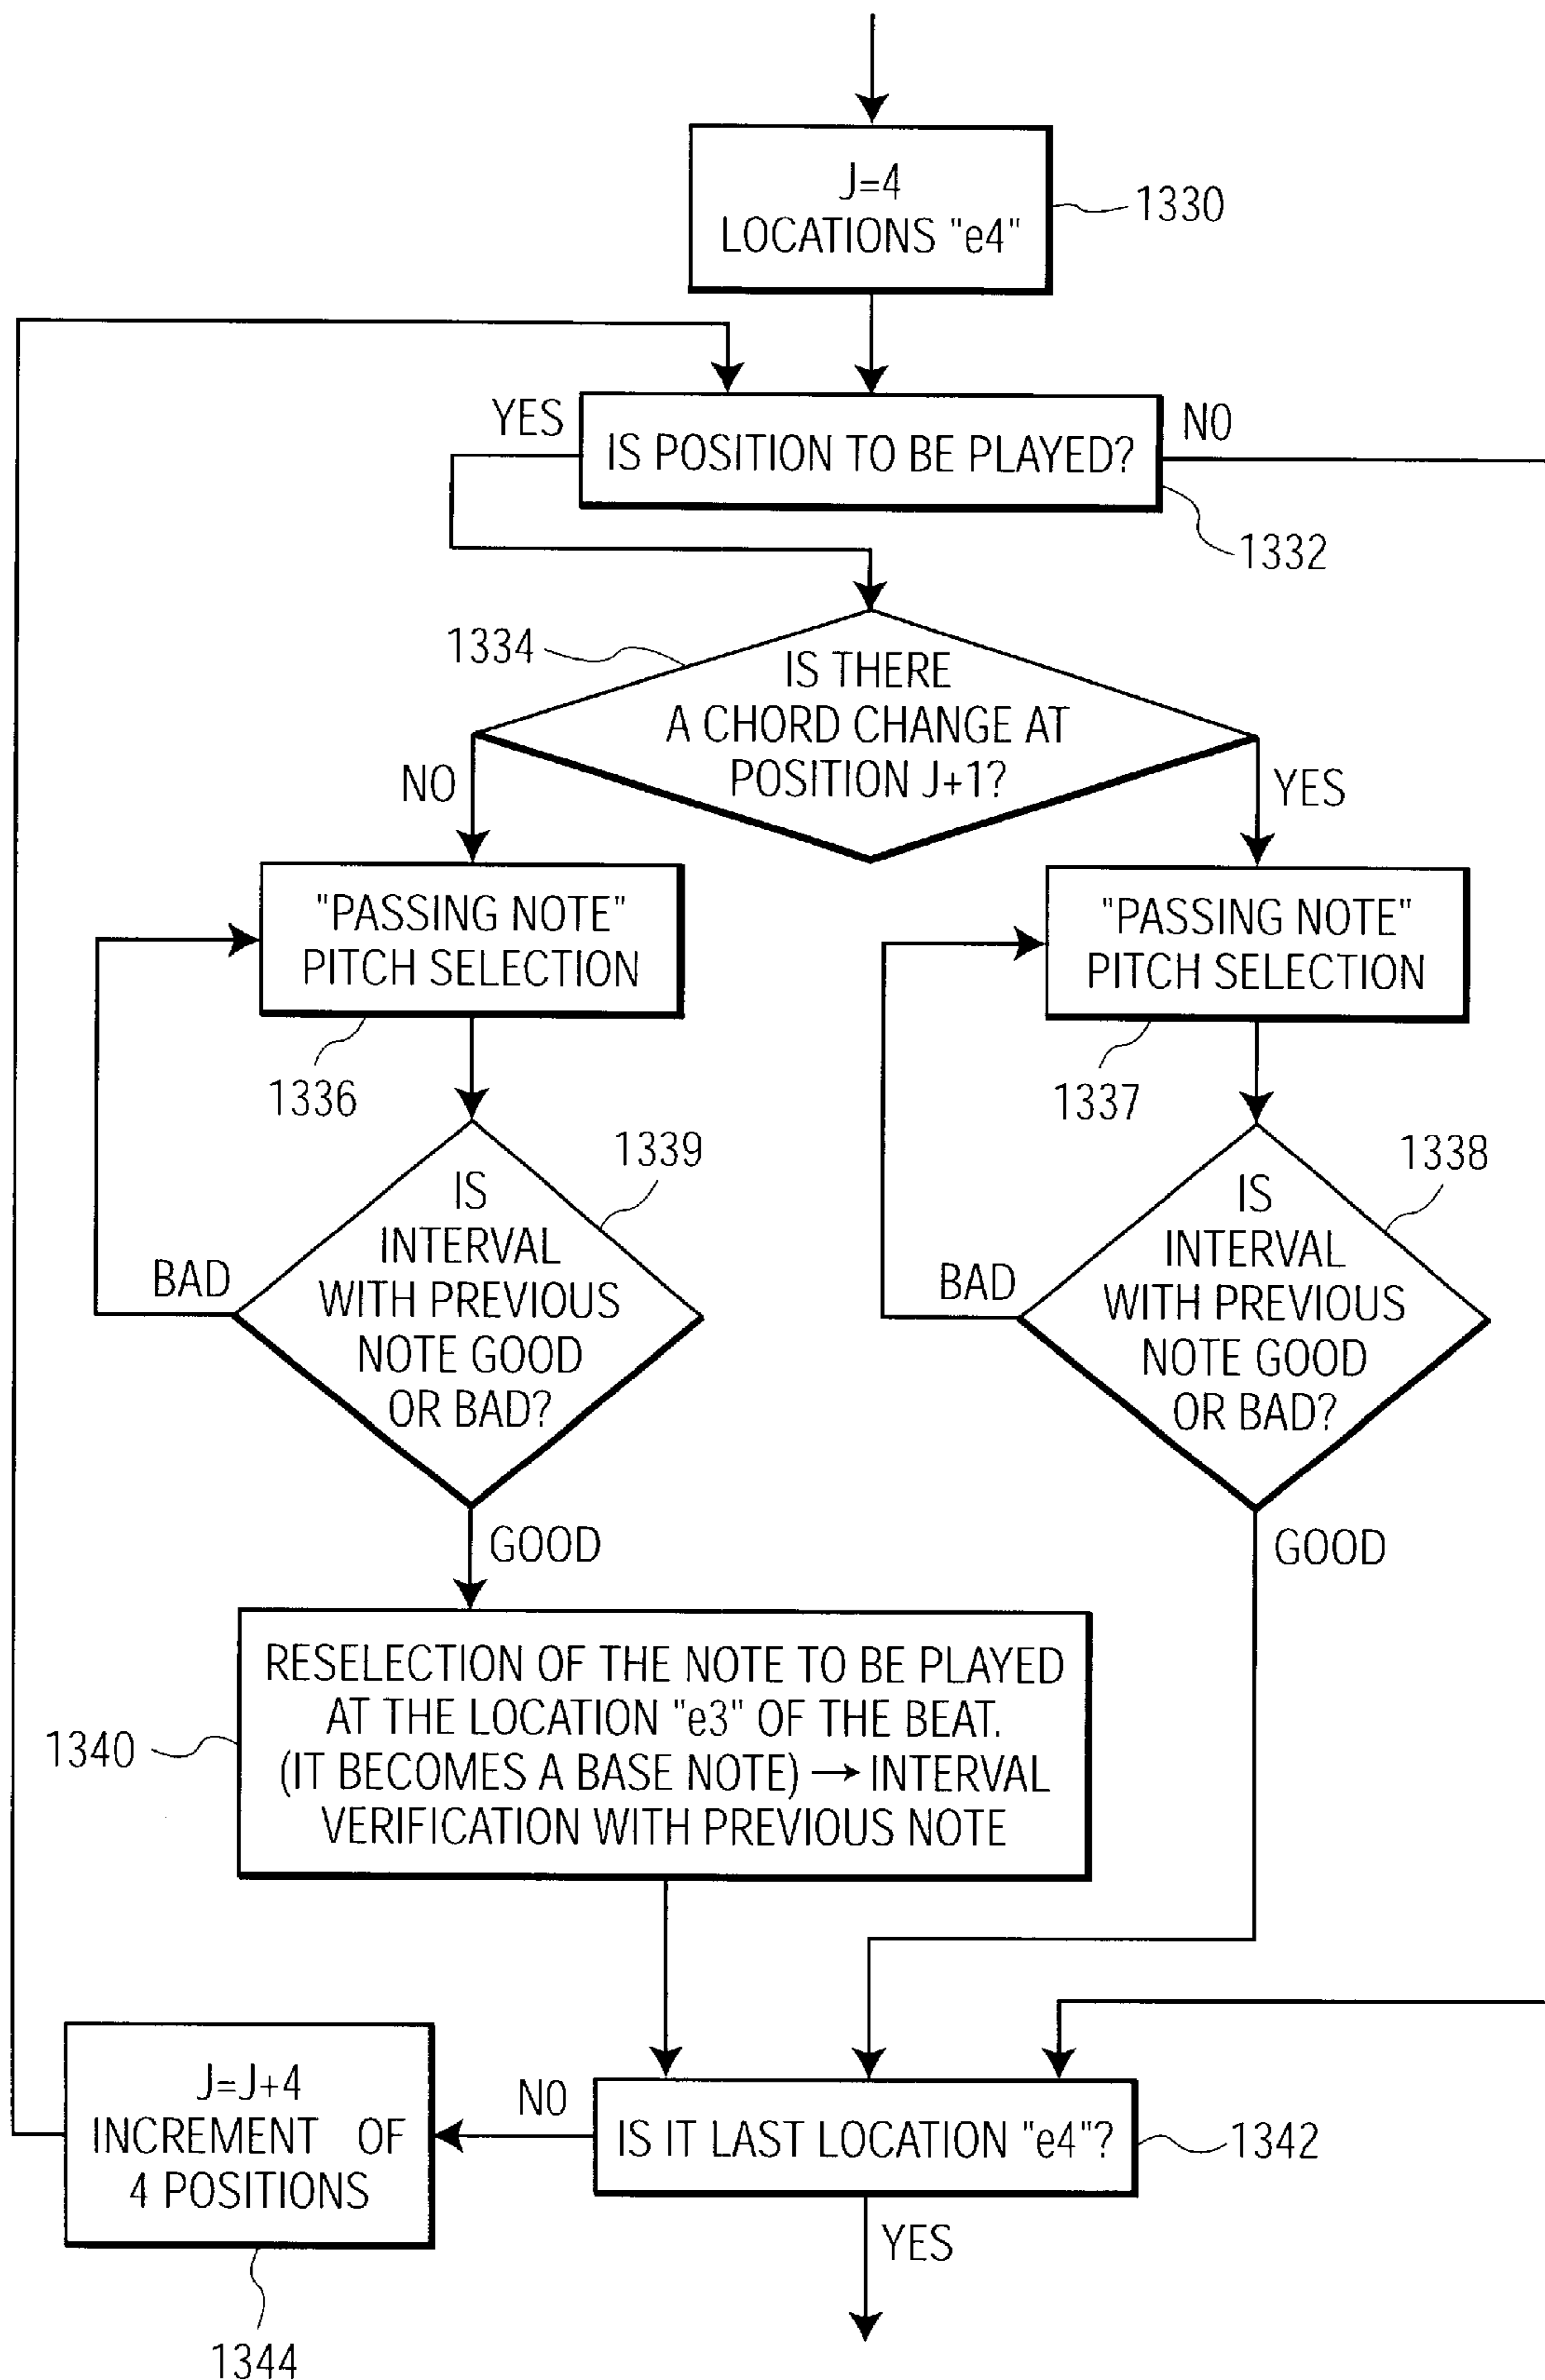 J=4
LOCATIONS "e4"
1330
YES
IS POSITION TO BE PLAYED?
NO
1332
1334
IS THERE
A CHORD CHANGE AT
POSITION J+1?
NO
YES
"PASSING NOTE"
PITCH SELECTION
1336
"PASSING NOTE"
PITCH SELECTION
1337
1339
IS
INTERVAL
WITH PREVIOUS
NOTE GOOD
OR BAD?
BAD
GOOD
1338
IS
INTERVAL
WITH PREVIOUS
NOTE GOOD
OR BAD?
BAD
GOOD
RESELECTION OF THE NOTE TO BE PLAYED
AT THE LOCATION "e3" OF THE BEAT.
(IT BECOMES A BASE NOTE) → INTERVAL
VERIFICATION WITH PREVIOUS NOTE
1340
J=J+4
INCREMENT OF
4 POSITIONS
1344
NO
IS IT LAST LOCATION "e4"?
1342
YES